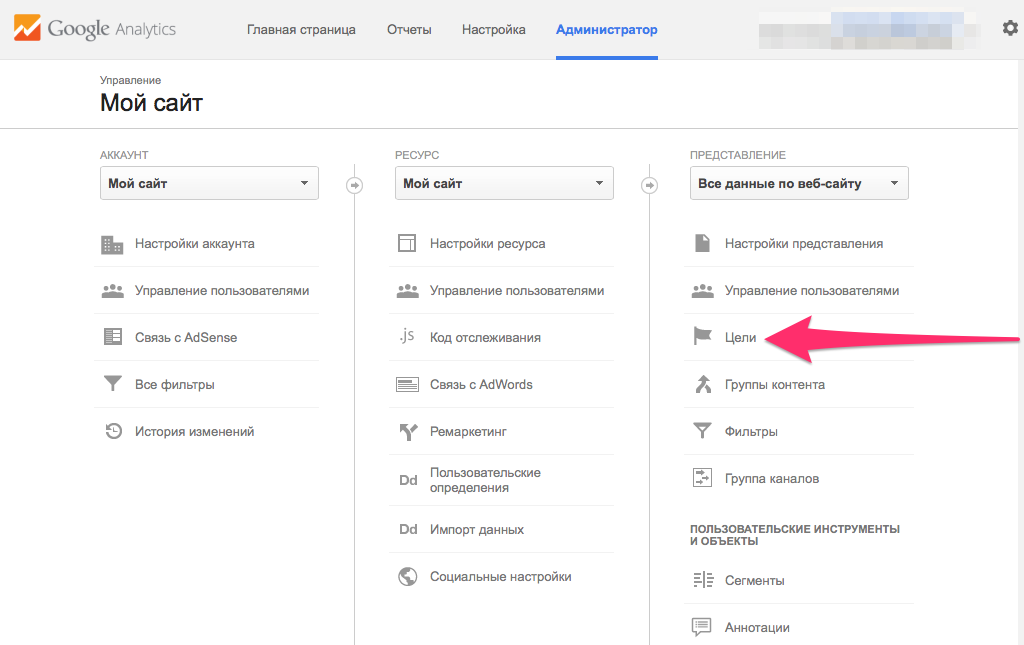 Google Analytics
Главная страница
Отчеты
Настройка
Администратор
Управление
Мой сайт
АККАУНТ
Мой сайт
Настройки аккаунта
Управление пользователями
Связь с AdSense
Все фильтры
История изменений
РЕСУРС
Мой сайт
Настройки ресурса
Управление пользователями
.js
Код отслеживания
Связь с AdWords
Ремаркетинг
Dd
Пользовательские
определения
Dd
Импорт данных
Социальные настройки
ПРЕДСТАВЛЕНИЕ
Все данные по веб-сайту
Настройки представления
Управление пользователями
Цели
Группы контента
Фильтры
Группа каналов
ПОЛЬЗОВАТЕЛЬСКИЕ ИНСТРУМЕНТЫ
И ОБЪЕКТЫ
Сегменты
Аннотации